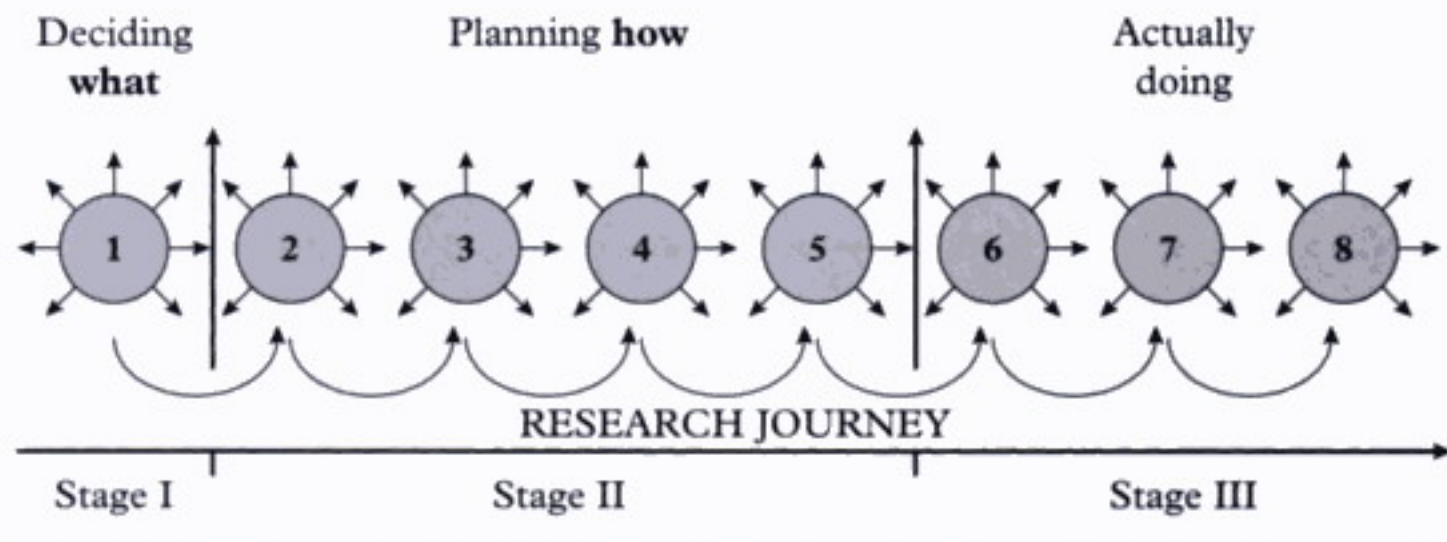 Deciding
what
Planning how
Actually
doing
1 2 3 4 5 6 7 8
RESEARCH JOURNEY
Stage I Stage II Stage III